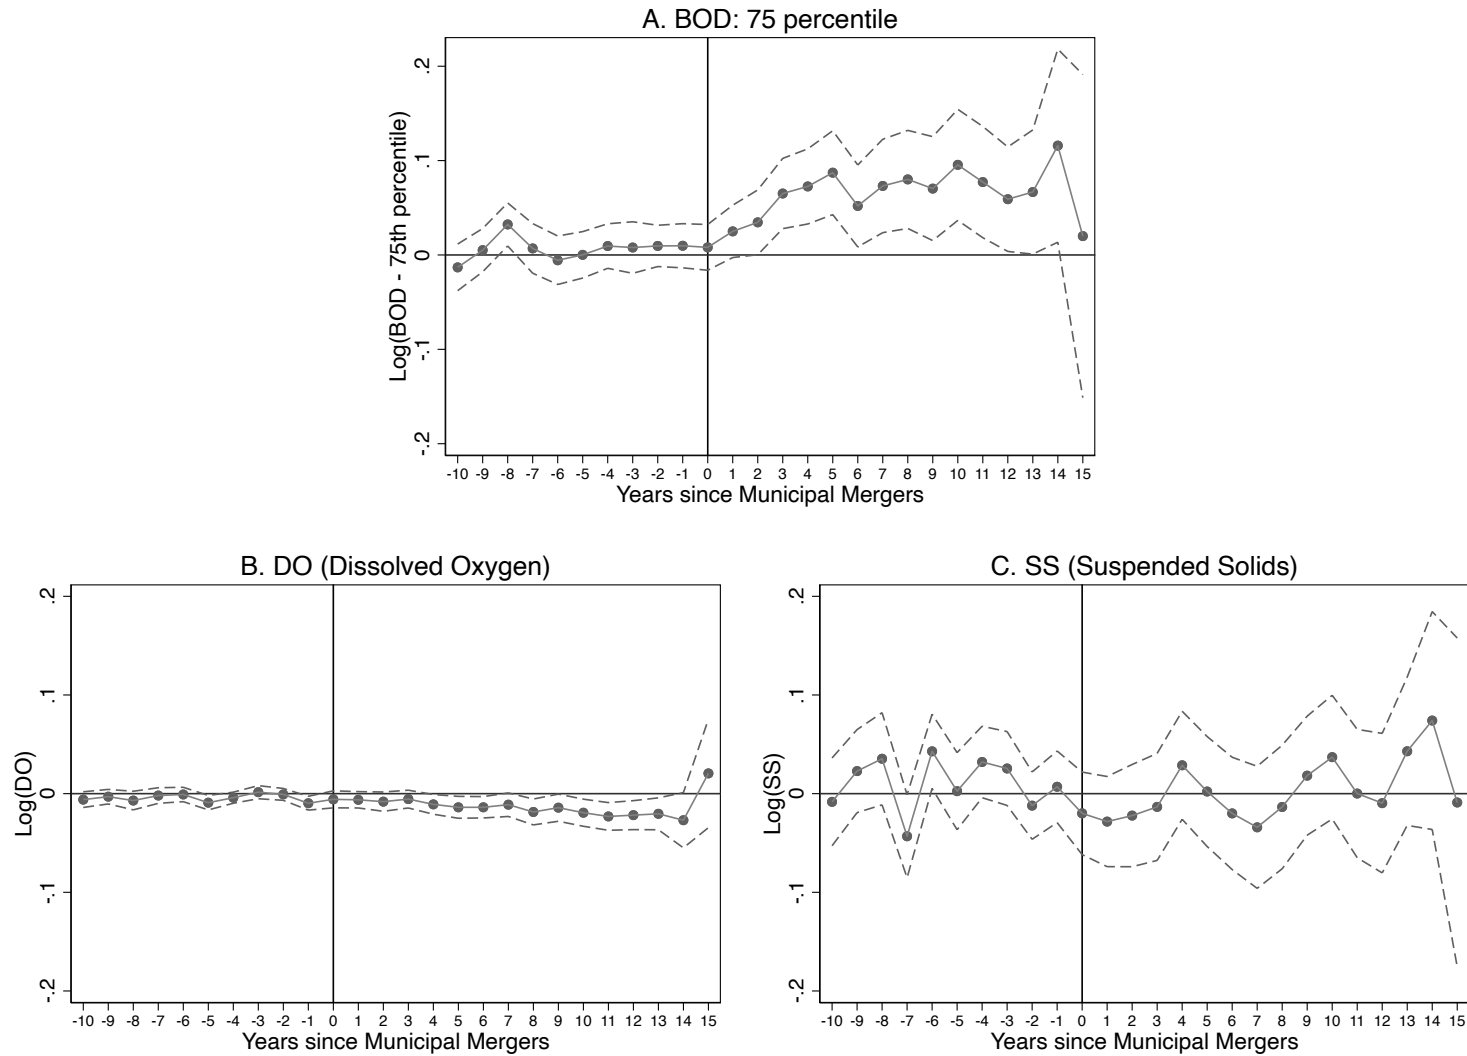 A. BOD: 75 percentile
Log(BOD - 75th percentile)
.2
.1
0
-.1
-.2
-10 -9 -8 -7 -6 -5 -4 -3 -2 -1 0 1 2 3 4 5 6 7 8 9 10 11 12 13 14 15
Years since Municipal Mergers
B. DO (Dissolved Oxygen)
Log(DO)
.2
.1
0
-.1
-.2
-10 -9 -8 -7 -6 -5 -4 -3 -2 -1 0 1 2 3 4 5 6 7 8 9 10 11 12 13 14 15
Years since Municipal Mergers
C. SS (Suspended Solids)
Log(SS)
.2
.1
0
-.1
-.2
-10 -9 -8 -7 -6 -5 -4 -3 -2 -1 0 1 2 3 4 5 6 7 8 9 10 11 12 13 14 15
Years since Municipal Mergers